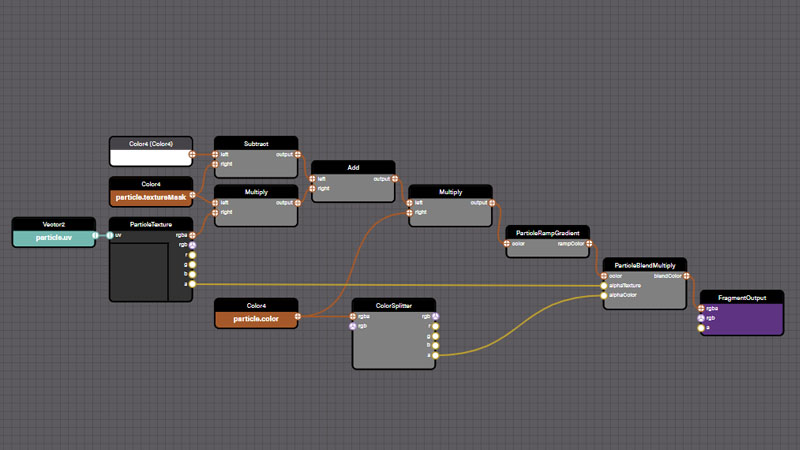 Color4 (Color4)
Color4
particle.textureMask
Vector2
particle.uv
ParticleTexture
uv
rgba
rgb
r
g
b
a
Subtract
left
output
right
Multiply
left
output
right
Add
left
output
right
Multiply
left
output
right
Color4
particle.color
ColorSplitter
rgba
rgb
rgb
r
g
b
a
ParticleRampGradient
color
rampColor
ParticleBlendMultiply
color
blendColor
alphaTexture
alphaColor
FragmentOutput
rgba
rgb
a